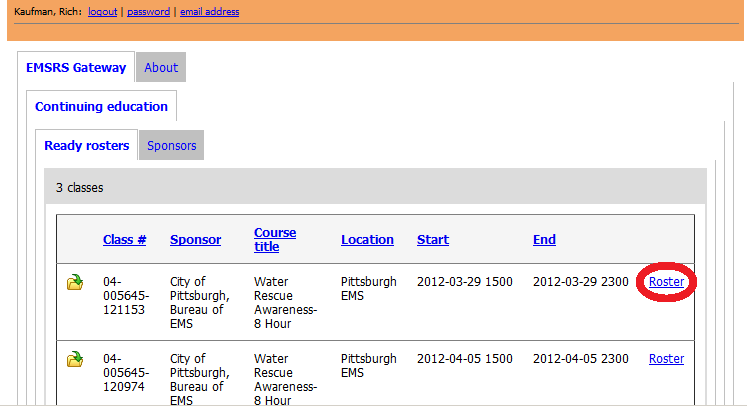 Kaufman, Rich: logout | password | email address
EMSRS Gateway About
Continuing education
Ready rosters Sponsors
3 classes
Class # Sponsor Course title Location Start End
04-005645-121153 City of Pittsburgh, Bureau of EMS Water Rescue Awareness-8 Hour Pittsburgh EMS 2012-03-29 1500 2012-03-29 2300 Roster
04-005645-120974 City of Pittsburgh, Bureau of EMS Water Rescue Awareness-8 Hour Pittsburgh EMS 2012-04-05 1500 2012-04-05 2300 Roster